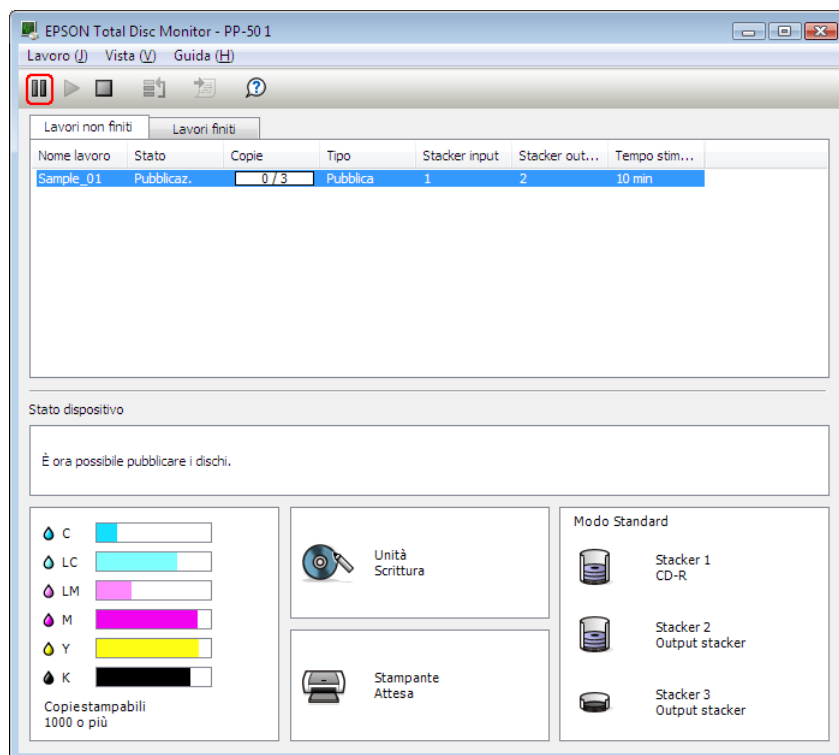 EPSON Total Disc Monitor - PP-50 1
Lavoro (J) Vista (V) Guida (H)
Lavori non finiti Lavori finiti
Nome lavoro Stato Copie Tipo Stacker input Stacker out... Tempo stim...
Sample_01 Pubblicaz. 0 / 3 Pubblica 1 2 10 min
Stato dispositivo
È ora possibile pubblicare i dischi.
C
LC
LM
M
Y
K
Copiestampabili
1000 o più
Unità
Scrittura
Stampante
Attesa
Modo Standard
Stacker 1
CD-R
Stacker 2
Output stacker
Stacker 3
Output stacker